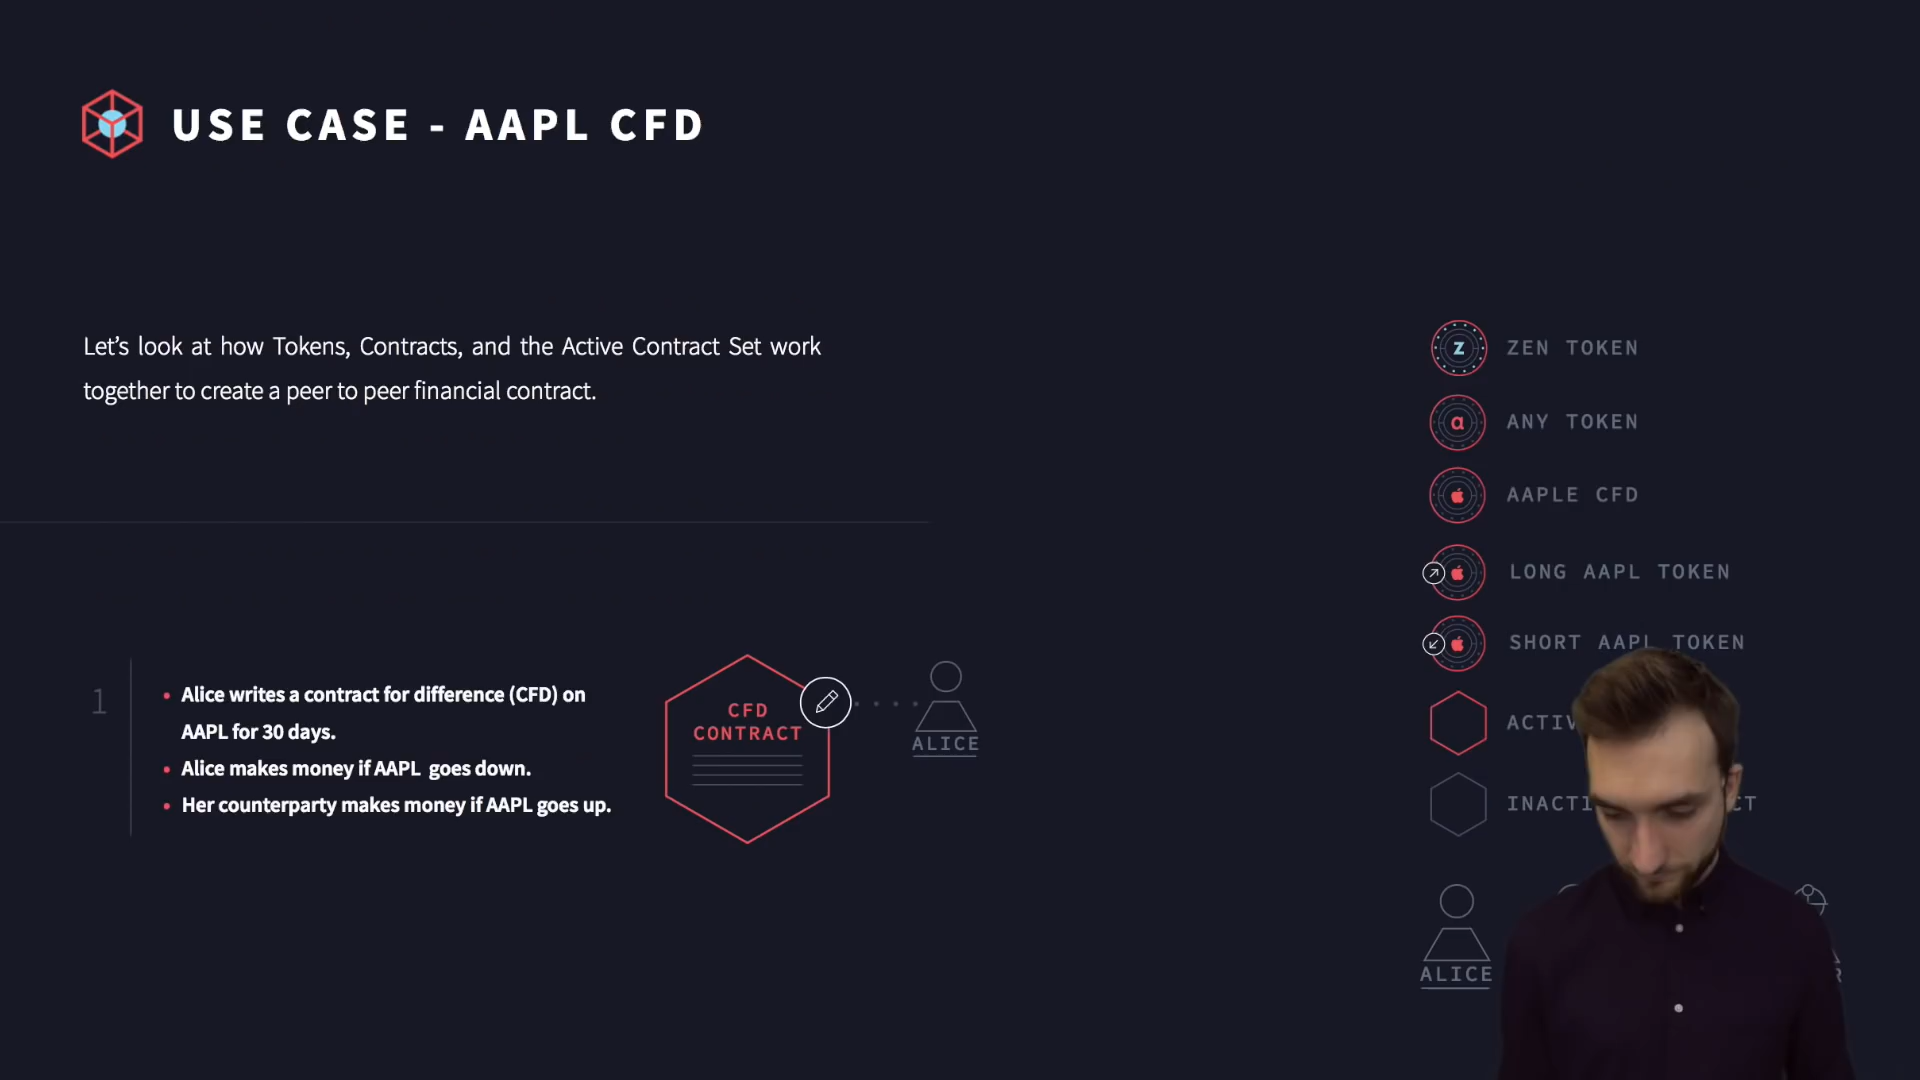 USE CASE - AAPL CFD
Let's look at how Tokens, Contracts, and the Active Contract Set work
together to create a peer to peer financial contract.
1
• Alice writes a contract for difference (CFD) on
AAPL for 30 days.
• Alice makes money if AAPL goes down.
• Her counterparty makes money if AAPL goes up.
CFD
CONTRACT
ALICE
Z
ZEN TOKEN
α
ANY TOKEN
AAPLE CFD
LONG AAPL TOKEN
SHORT AAPL TOKEN
ALICE